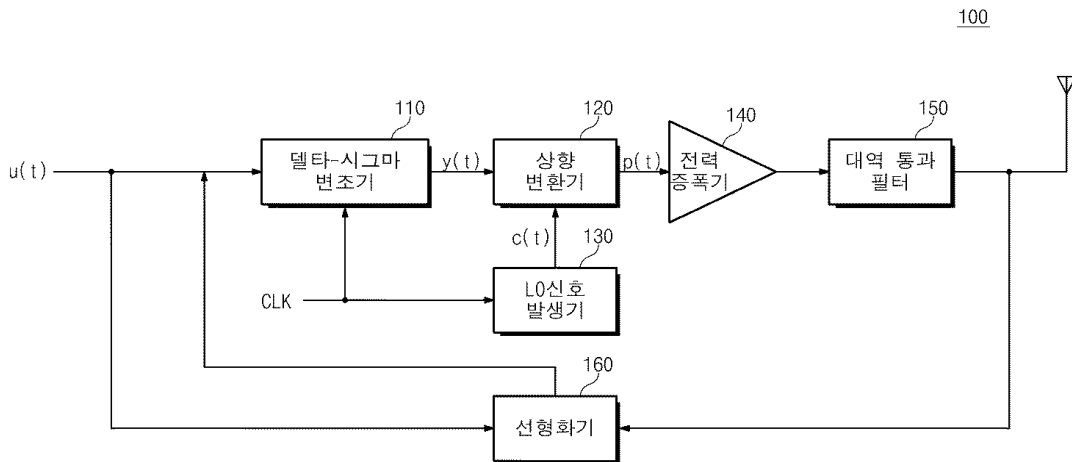 100
110
120
140
150
u(t)
델타-시그마
변조기
y(t)
상향
변환기
p(t)
전력
증폭기
대역 통과
필터
c(t)
130
CLK
LO신호
발생기
160
선형화기